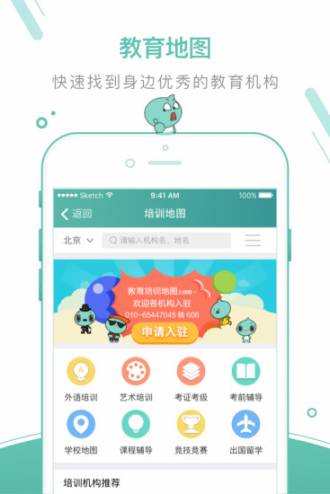 教育地图
快速找到身边优秀的教育机构
Sketch 9:41 AM 100%
返回 培训地图
北京 请输入机构名、地名
教育培训地图
欢迎各机构入驻
010-65447045 转 606
申请入驻
外语培训 艺术培训 考证考级 考前辅导
学校地图 课程辅导 竞技竞赛 出国留学
培训机构推荐